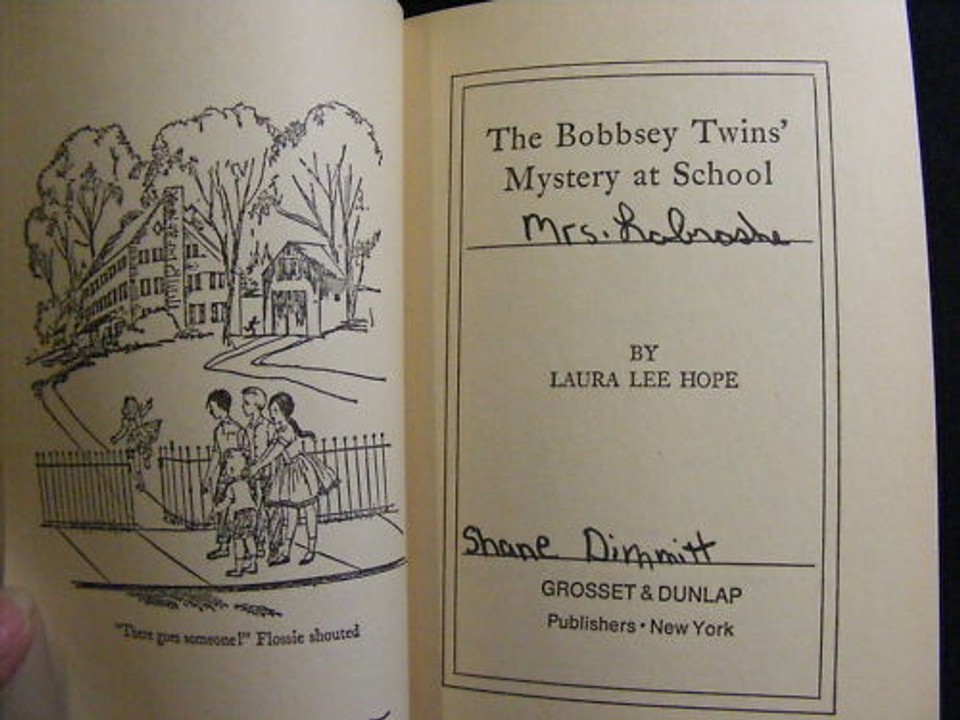 "There goes someone!" Flossie shouted
The Bobbsey Twins'
Mystery at School
Mrs. Labroshe
BY
LAURA LEE HOPE
Shane Dimmitt
GROSSET & DUNLAP
Publishers • New York